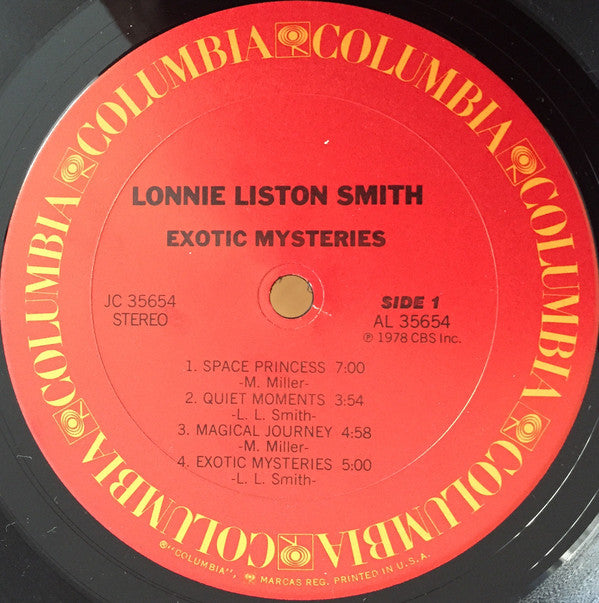 COLUMBIA COLUMBIA COLUMBIA COLUMBIA COLUMBIA COLUMBIA
LONNIE LISTON SMITH
EXOTIC MYSTERIES
JC 35654
STEREO
SIDE 1
AL 35654
℗ 1978 CBS Inc.
1. SPACE PRINCESS 7:00
-M. Miller-
2. QUIET MOMENTS 3:54
-L. L. Smith-
3. MAGICAL JOURNEY 4:58
-M. Miller-
4. EXOTIC MYSTERIES 5:00
-L. L. Smith-
®"COLUMBIA", MARCAS REG. PRINTED IN U.S.A.